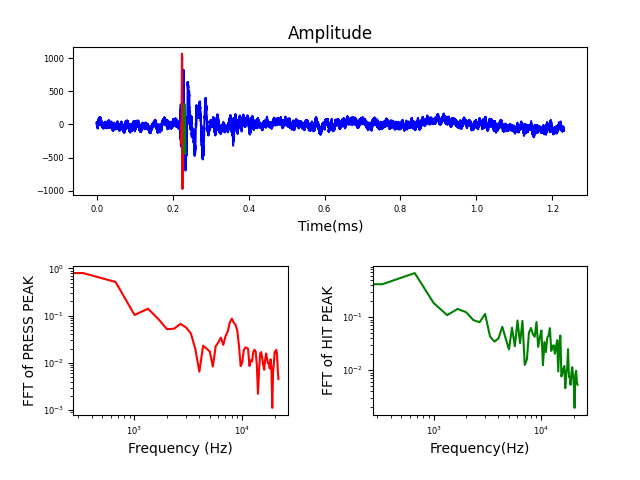 Amplitude
1000
500
0
−500
−1000
0.0 0.2 0.4 0.6 0.8 1.0 1.2
Time(ms)
FFT of PRESS PEAK
10⁰
10⁻¹
10⁻²
10⁻³
10³ 10⁴
Frequency (Hz)
FFT of HIT PEAK
10⁻¹
10⁻²
10³ 10⁴
Frequency(Hz)